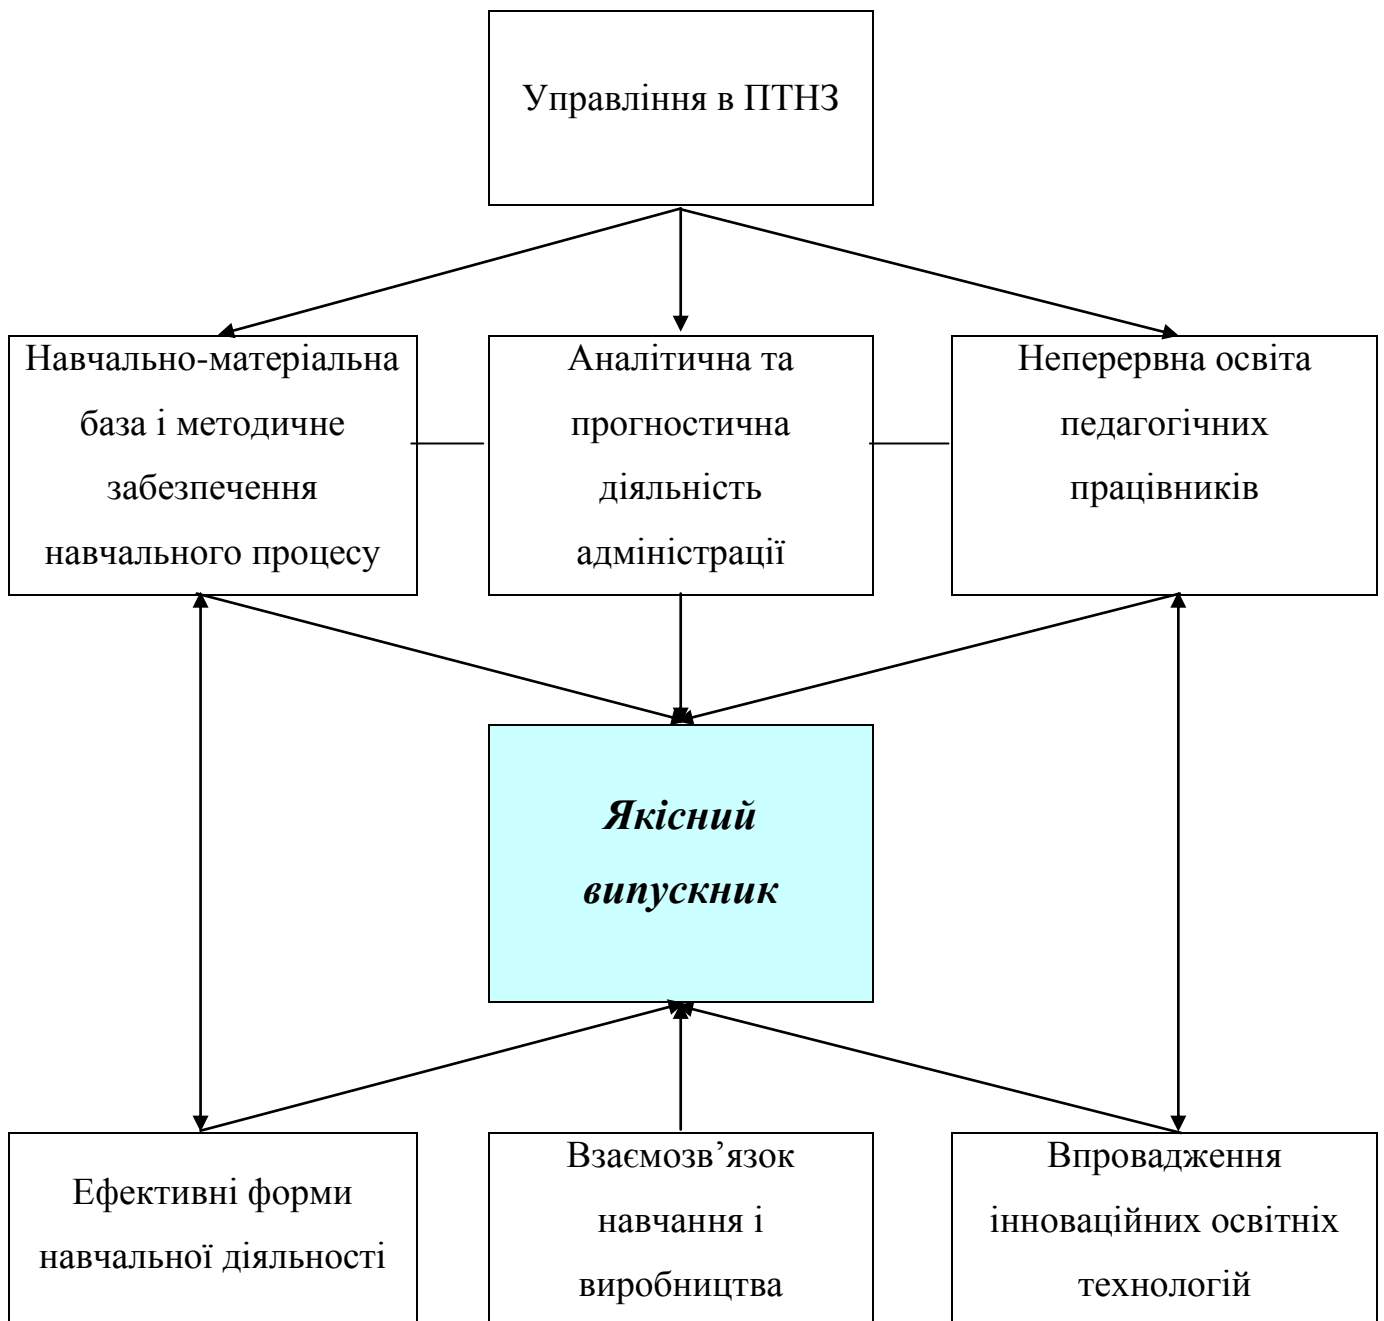 Управління в ПТНЗ
Навчально-матеріальна
база і методичне
забезпечення
навчального процесу
Аналітична та
прогностична
діяльність
адміністрації
Неперервна освіта
педагогічних
працівників
Якісний
випускник
Ефективні форми
навчальної діяльності
Взаємозв’язок
навчання і
виробництва
Впровадження
інноваційних освітніх
технологій